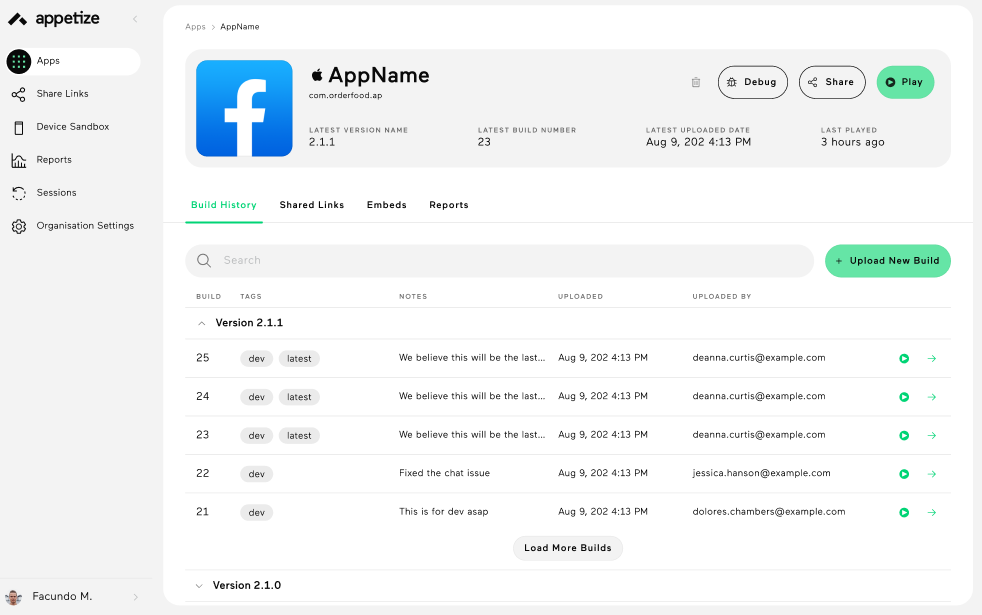 appetize
Apps
Share Links
Device Sandbox
Reports
Sessions
Organisation Settings
Facundo M.
Apps > AppName
AppName
com.orderfood.ap
Debug
Share
Play
LATEST VERSION NAME
2.1.1
LATEST BUILD NUMBER
23
LATEST UPLOADED DATE
Aug 9, 202 4:13 PM
LAST PLAYED
3 hours ago
Build History Shared Links Embeds Reports
Search
+ Upload New Build
BUILD TAGS NOTES UPLOADED UPLOADED BY
Version 2.1.1
25 dev latest We believe this will be the last... Aug 9, 202 4:13 PM deanna.curtis@example.com
24 dev latest We believe this will be the last... Aug 9, 202 4:13 PM deanna.curtis@example.com
23 dev latest We believe this will be the last... Aug 9, 202 4:13 PM deanna.curtis@example.com
22 dev Fixed the chat issue Aug 9, 202 4:13 PM jessica.hanson@example.com
21 dev This is for dev asap Aug 9, 202 4:13 PM dolores.chambers@example.com
Load More Builds
Version 2.1.0